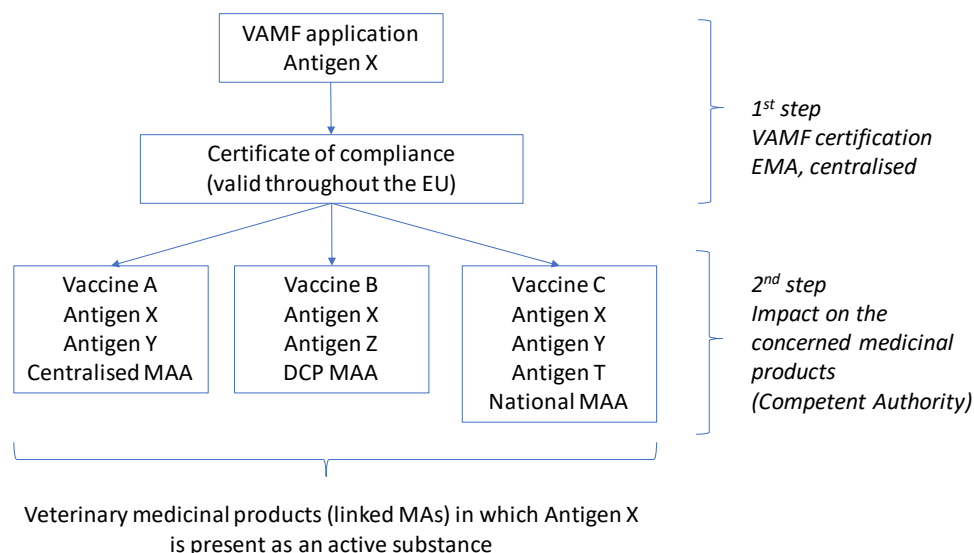 VAMF application
Antigen X
1st step
VAMF certification
EMA, centralised
Certificate of compliance
(valid throughout the EU)
Vaccine A
Antigen X
Antigen Y
Centralised MAA
Vaccine B
Antigen X
Antigen Z
DCP MAA
Vaccine C
Antigen X
Antigen Y
Antigen T
National MAA
2nd step
Impact on the
concerned medicinal
products
(Competent Authority)
Veterinary medicinal products (linked MAs) in which Antigen X
is present as an active substance